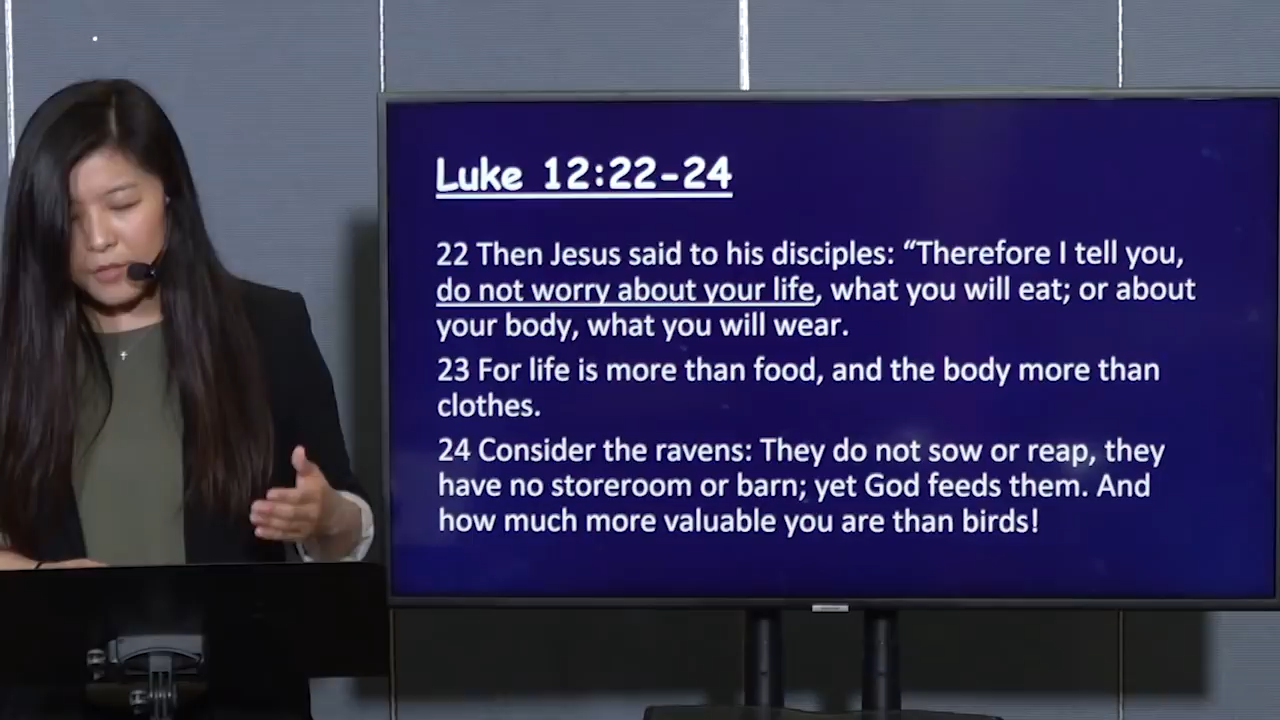 Luke 12:22-24
22 Then Jesus said to his disciples: “Therefore I tell you,
do not worry about your life, what you will eat; or about
your body, what you will wear.
23 For life is more than food, and the body more than
clothes.
24 Consider the ravens: They do not sow or reap, they
have no storeroom or barn; yet God feeds them. And
how much more valuable you are than birds!